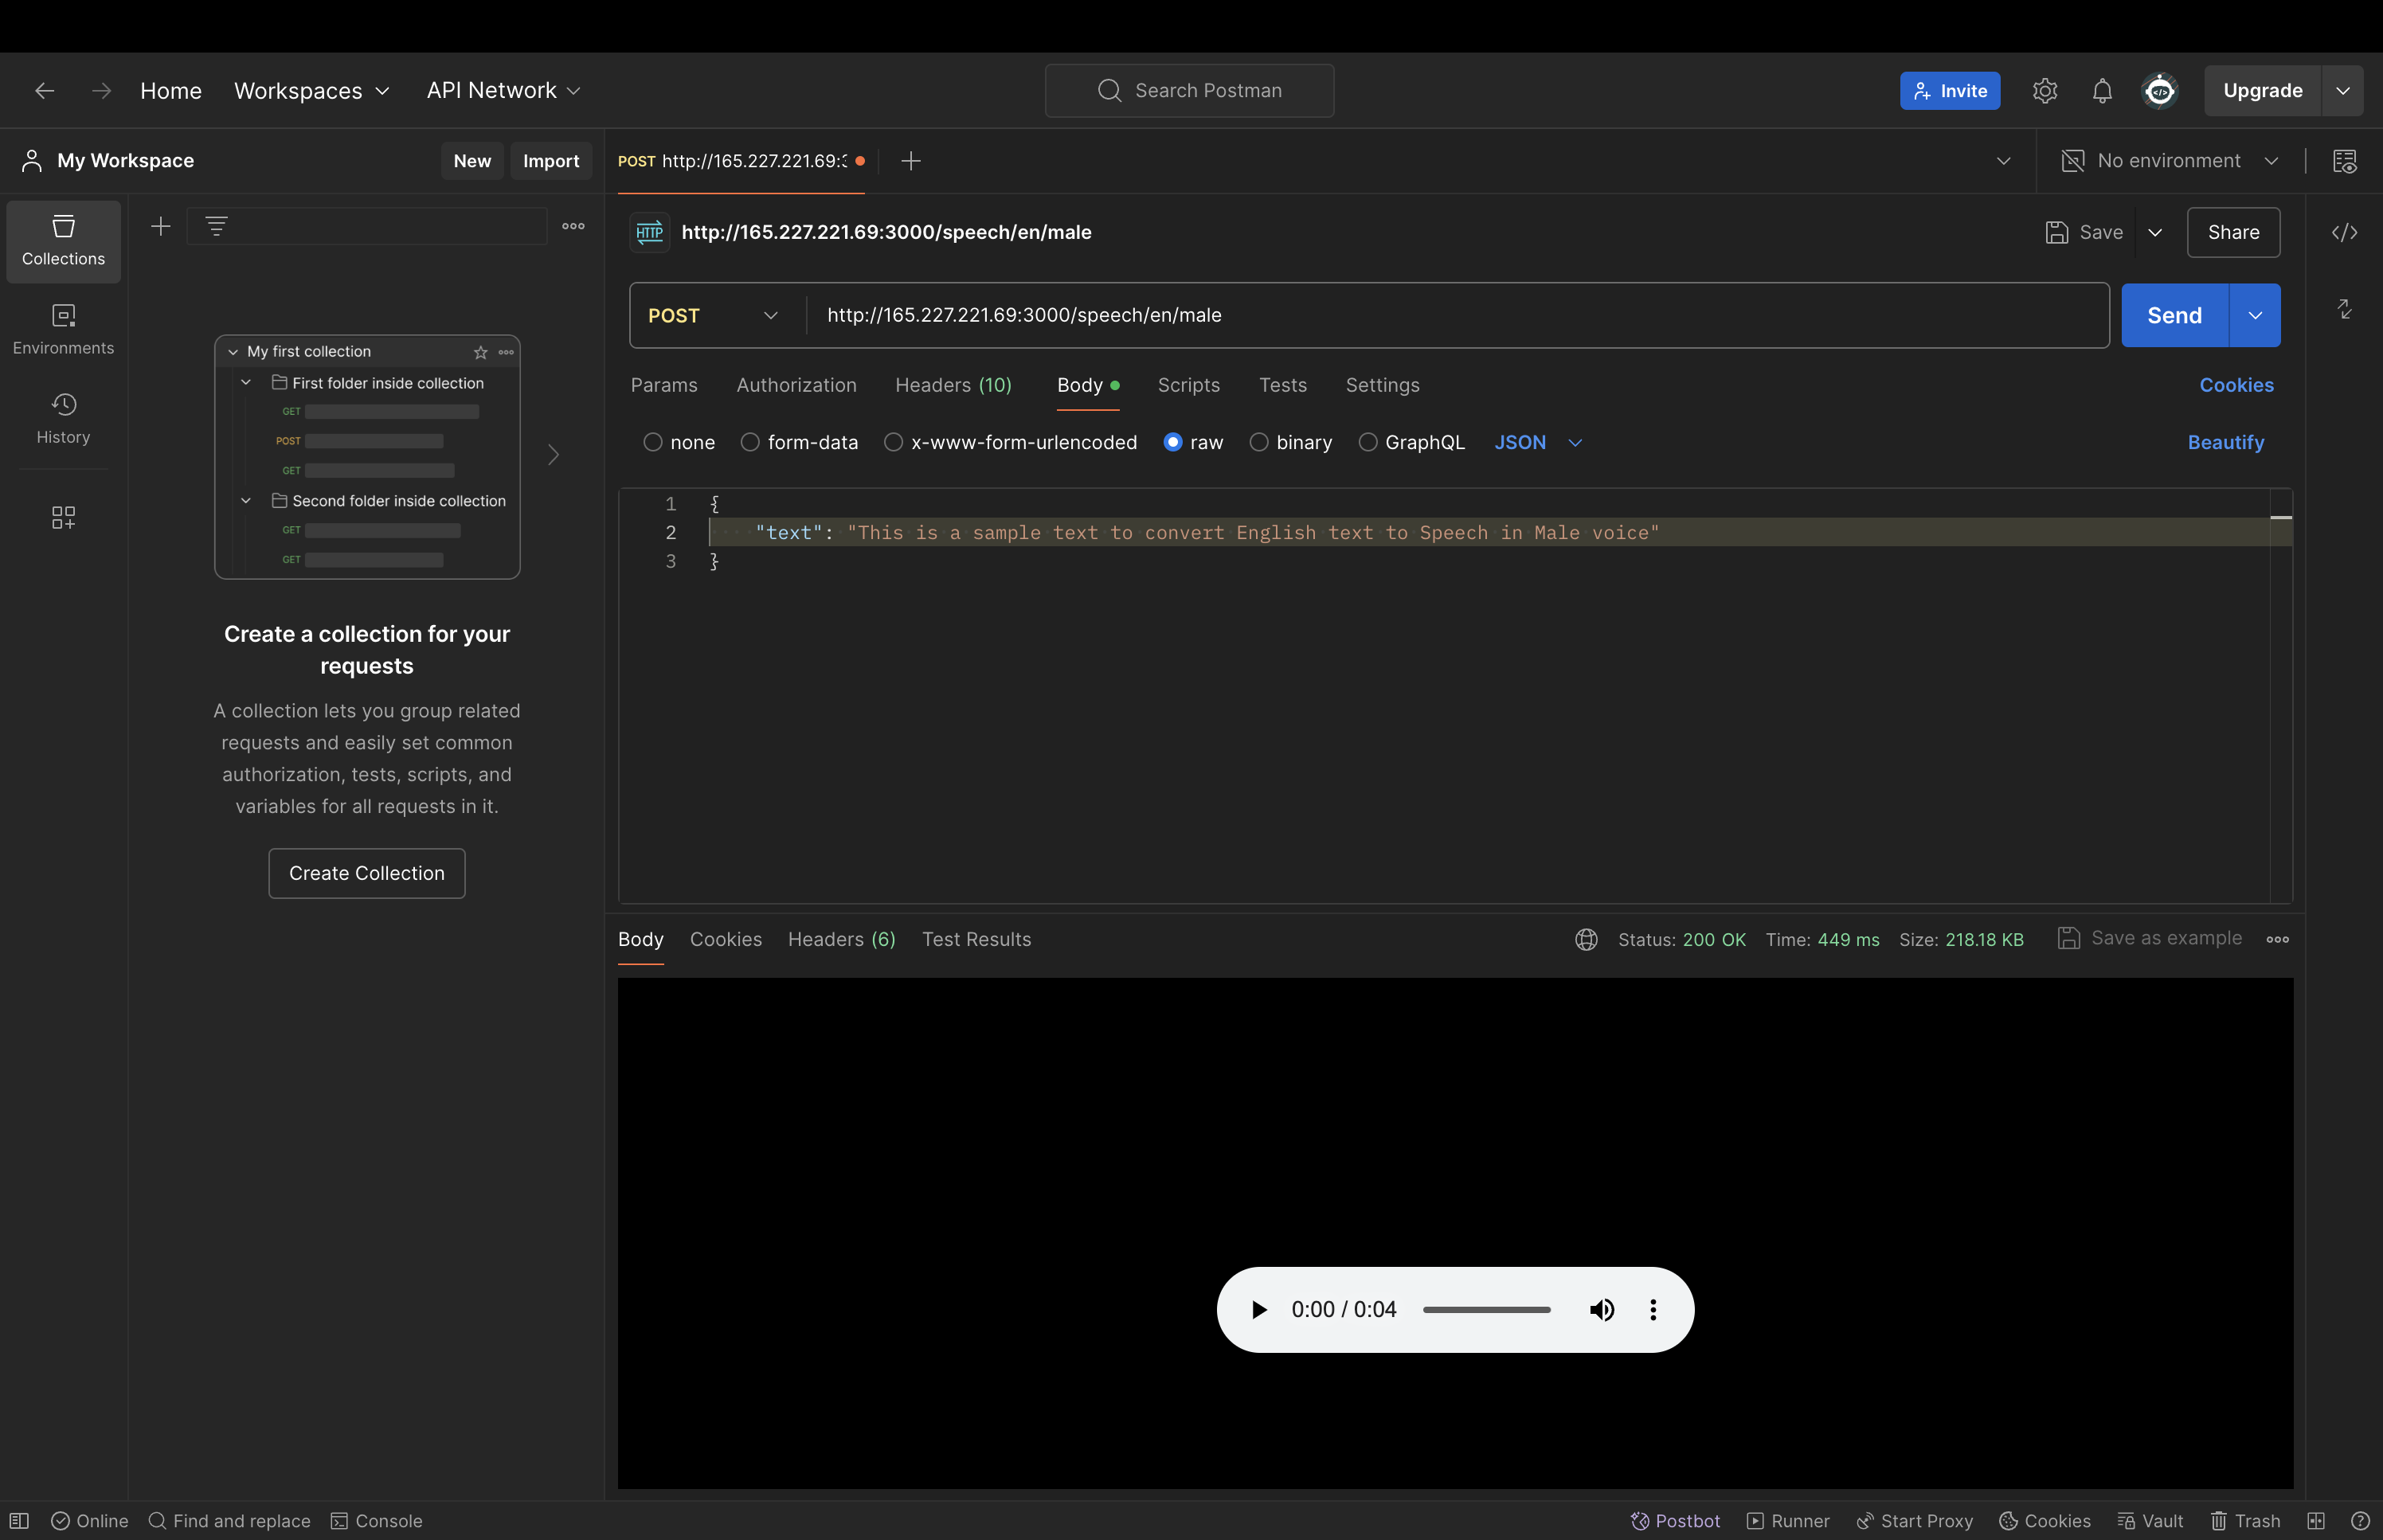 Home Workspaces API Network Search Postman Invite Upgrade
My Workspace New Import POST http://165.227.221.69:3 No environment
Collections
Environments
History
My first collection
First folder inside collection
GET
POST
GET
Second folder inside collection
GET
GET
Create a collection for your
requests
A collection lets you group related
requests and easily set common
authorization, tests, scripts, and
variables for all requests in it.
Create Collection
HTTP http://165.227.221.69:3000/speech/en/male Save Share
POST http://165.227.221.69:3000/speech/en/male Send
Params Authorization Headers (10) Body Scripts Tests Settings Cookies
none form-data x-www-form-urlencoded raw binary GraphQL JSON Beautify
1 {
2 "text": "This is a sample text to convert English text to Speech in Male voice"
3 }
Body Cookies Headers (6) Test Results Status: 200 OK Time: 449 ms Size: 218.18 KB Save as example
0:00 / 0:04
Online Find and replace Console Postbot Runner Start Proxy Cookies Vault Trash